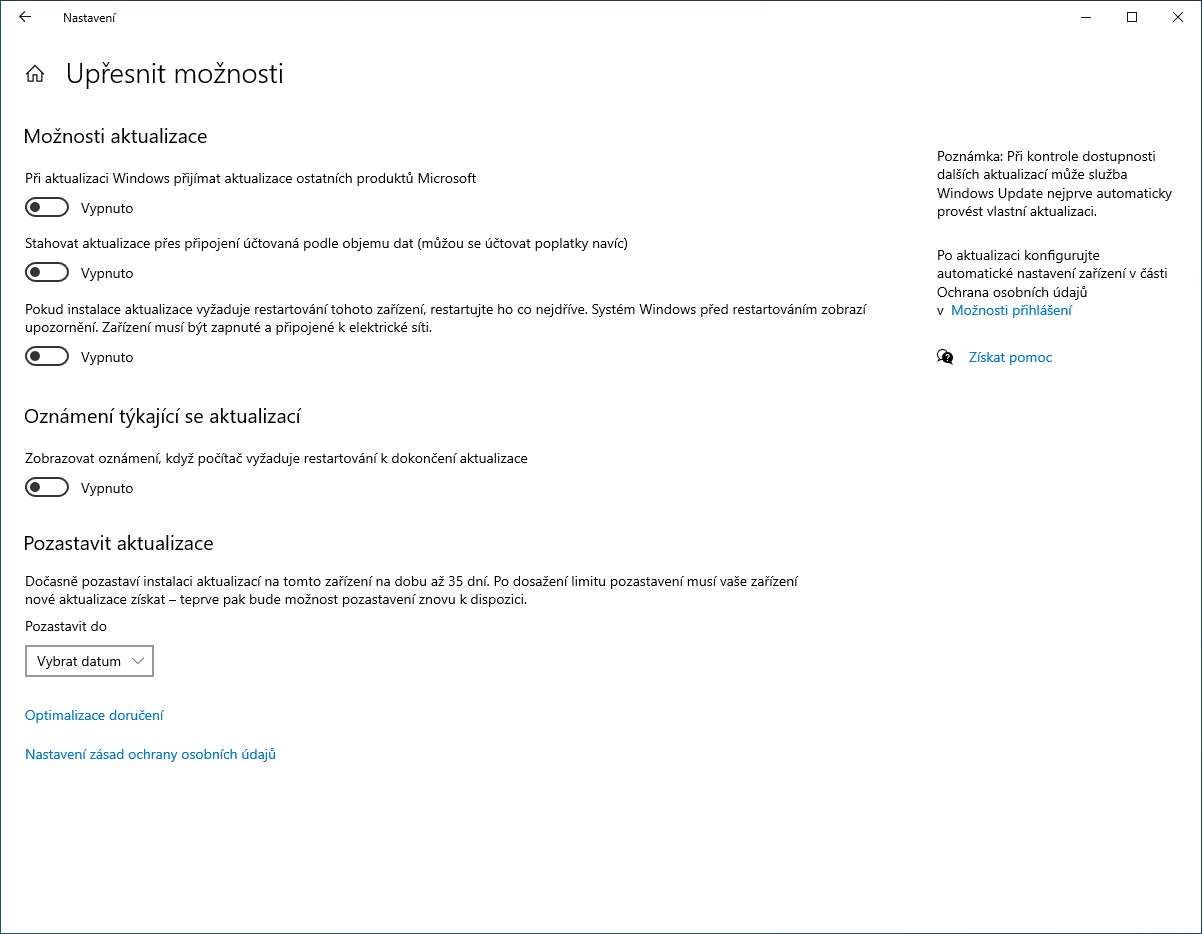 Nastavení
Upřesnit možnosti
Možnosti aktualizace
Při aktualizaci Windows přijímat aktualizace ostatních produktů Microsoft
Vypnuto
Stahovat aktualizace přes připojení účtovaná podle objemu dat (můžou se účtovat poplatky navíc)
Vypnuto
Pokud instalace aktualizace vyžaduje restartování tohoto zařízení, restartujte ho co nejdříve. Systém Windows před restartováním zobrazí
upozornění. Zařízení musí být zapnuté a připojené k elektrické síti.
Vypnuto
Oznámení týkající se aktualizací
Zobrazovat oznámení, když počítač vyžaduje restartování k dokončení aktualizace
Vypnuto
Pozastavit aktualizace
Dočasně pozastaví instalaci aktualizací na tomto zařízení na dobu až 35 dní. Po dosažení limitu pozastavení musí vaše zařízení
nové aktualizace získat – teprve pak bude možnost pozastavení znovu k dispozici.
Pozastavit do
Vybrat datum
Optimalizace doručení
Nastavení zásad ochrany osobních údajů
Poznámka: Při kontrole dostupnosti
dalších aktualizací může služba
Windows Update nejprve automaticky
provést vlastní aktualizaci.
Po aktualizaci konfigurujte
automatické nastavení zařízení v části
Ochrana osobních údajů
v Možnosti přihlášení
Získat pomoc